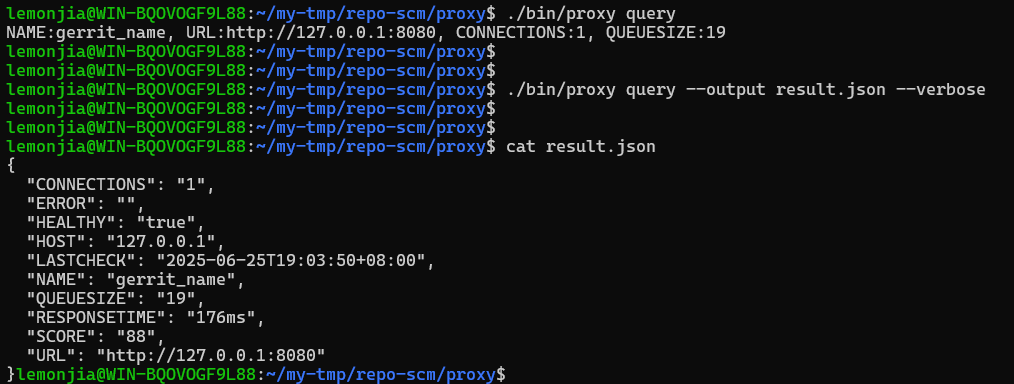 lemonjia@WIN-BQOVOGF9L88:~/my-tmp/repo-scm/proxy$ ./bin/proxy query
NAME:gerrit_name, URL:http://127.0.0.1:8080, CONNECTIONS:1, QUEUESIZE:19
lemonjia@WIN-BQOVOGF9L88:~/my-tmp/repo-scm/proxy$
lemonjia@WIN-BQOVOGF9L88:~/my-tmp/repo-scm/proxy$
lemonjia@WIN-BQOVOGF9L88:~/my-tmp/repo-scm/proxy$ ./bin/proxy query --output result.json --verbose
lemonjia@WIN-BQOVOGF9L88:~/my-tmp/repo-scm/proxy$
lemonjia@WIN-BQOVOGF9L88:~/my-tmp/repo-scm/proxy$
lemonjia@WIN-BQOVOGF9L88:~/my-tmp/repo-scm/proxy$ cat result.json
{
  "CONNECTIONS": "1",
  "ERROR": "",
  "HEALTHY": "true",
  "HOST": "127.0.0.1",
  "LASTCHECK": "2025-06-25T19:03:50+08:00",
  "NAME": "gerrit_name",
  "QUEUESIZE": "19",
  "RESPONSETIME": "176ms",
  "SCORE": "88",
  "URL": "http://127.0.0.1:8080"
}lemonjia@WIN-BQOVOGF9L88:~/my-tmp/repo-scm/proxy$